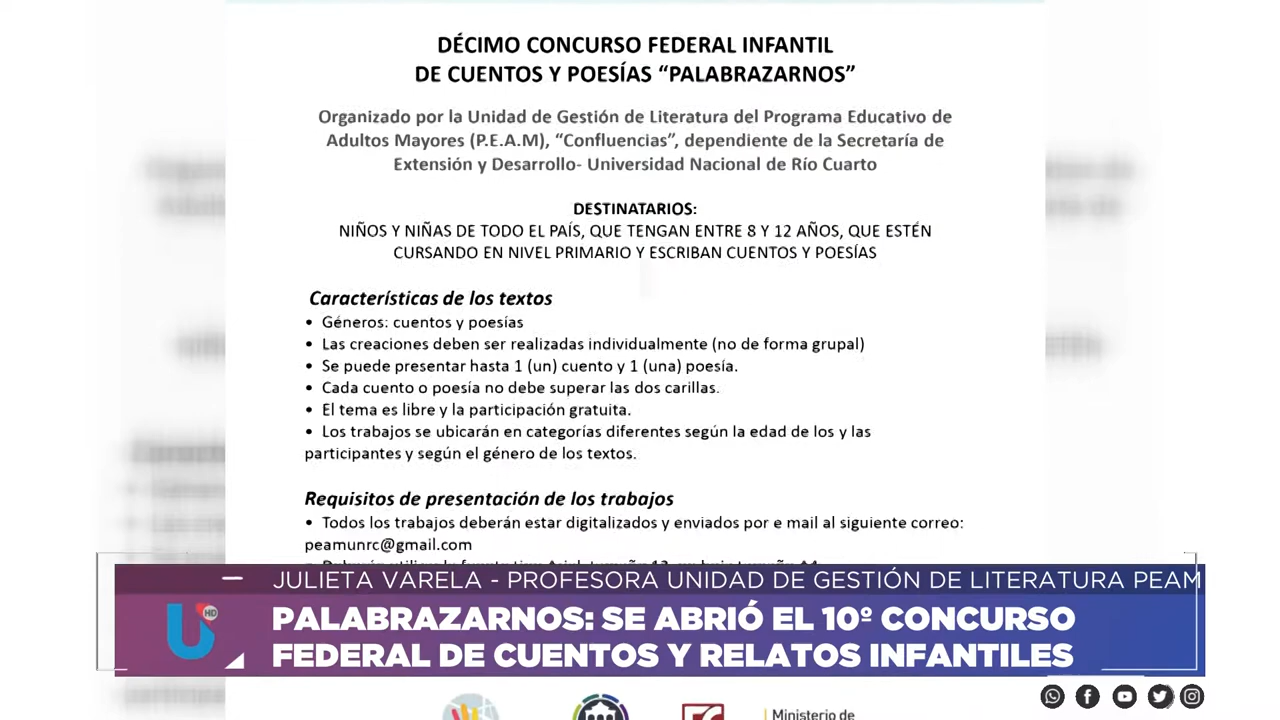 DÉCIMO CONCURSO FEDERAL INFANTIL
DE CUENTOS Y POESÍAS “PALABRAZARNOS”
Organizado por la Unidad de Gestión de Literatura del Programa Educativo de
Adultos Mayores (P.E.A.M), “Confluencias”, dependiente de la Secretaría de
Extensión y Desarrollo- Universidad Nacional de Río Cuarto
DESTINATARIOS:
NIÑOS Y NIÑAS DE TODO EL PAÍS, QUE TENGAN ENTRE 8 Y 12 AÑOS, QUE ESTÉN
CURSANDO EN NIVEL PRIMARIO Y ESCRIBAN CUENTOS Y POESÍAS
Características de los textos
• Géneros: cuentos y poesías
• Las creaciones deben ser realizadas individualmente (no de forma grupal)
• Se puede presentar hasta 1 (un) cuento y 1 (una) poesía.
• Cada cuento o poesía no debe superar las dos carillas.
• El tema es libre y la participación gratuita.
• Los trabajos se ubicarán en categorías diferentes según la edad de los y las
participantes y según el género de los textos.
Requisitos de presentación de los trabajos
• Todos los trabajos deberán estar digitalizados y enviados por e mail al siguiente correo:
peamunrc@gmail.com
JULIETA VARELA - PROFESORA UNIDAD DE GESTIÓN DE LITERATURA PEAM
HD
PALABRAZARNOS: SE ABRIÓ EL 10º CONCURSO
FEDERAL DE CUENTOS Y RELATOS INFANTILES
Ministerio de